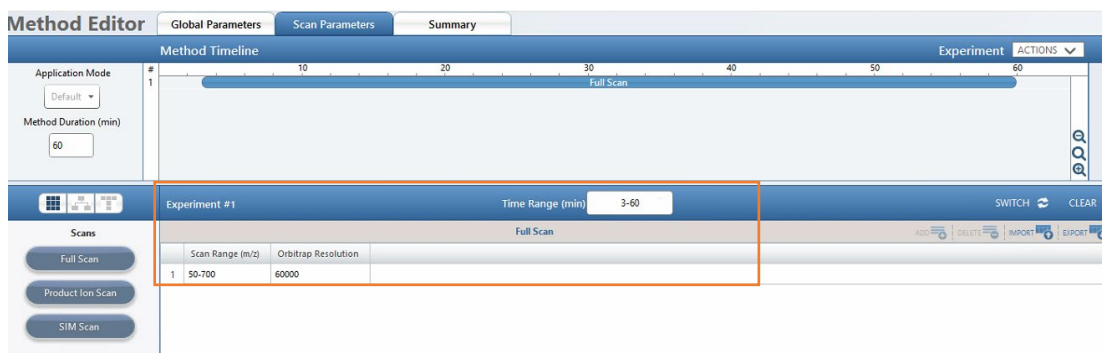 Method Editor
Global Parameters
Scan Parameters
Summary
Method Timeline
Experiment
ACTIONS
Application Mode
Default
Method Duration (min)
60
#
10 20 30 40 50 60
1
Full Scan
Experiment #1
Time Range (min)
3-60
SWITCH
CLEAR
Scans
Full Scan
ADD
DELETE
IMPORT
EXPORT
Full Scan
Product Ion Scan
SIM Scan
Scan Range (m/z) Orbitrap Resolution
1 50-700 60000